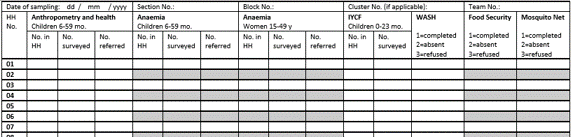 Date of sampling: dd / mm / yyyy Section No.: Block No.: Cluster No. (if applicable): Team No.:
HH No. Anthropometry and health Children 6-59 mo. Anaemia Children 6-59 mo. Anaemia Women 15-49 y IYCF Children 0-23 mo. WASH 1=completed 2=absent 3=refused Food Security 1=completed 2=absent 3=refused Mosquito Net 1=completed 2=absent 3=refused
No. in HH No. surveyed No. referred No. in HH No. surveyed No. referred No. in HH No. surveyed No. referred No. in HH No. surveyed
01
02
03
04
05
06
07